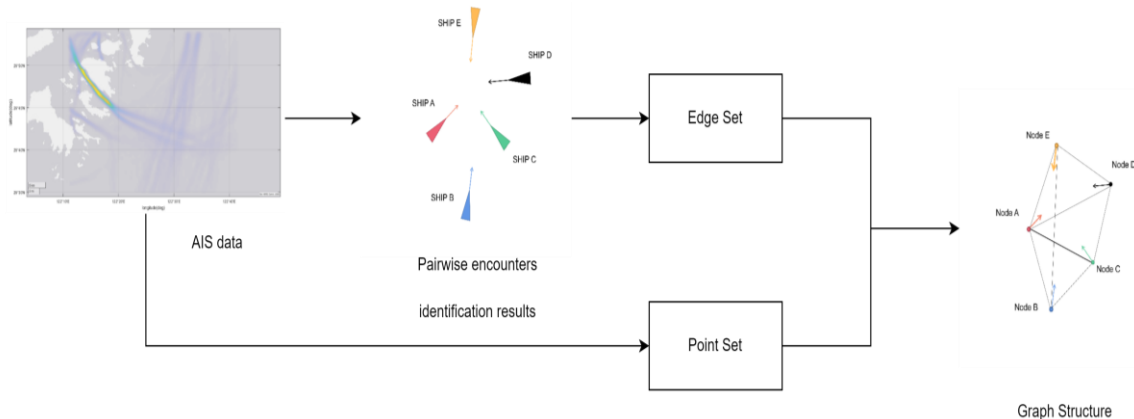 SHIP E
SHIP D
SHIP A
SHIP C
SHIP B
Edge Set
Node E
Node D
Node A
Node C
Node B
AIS data
Pairwise encounters
identification results
Point Set
Graph Structure